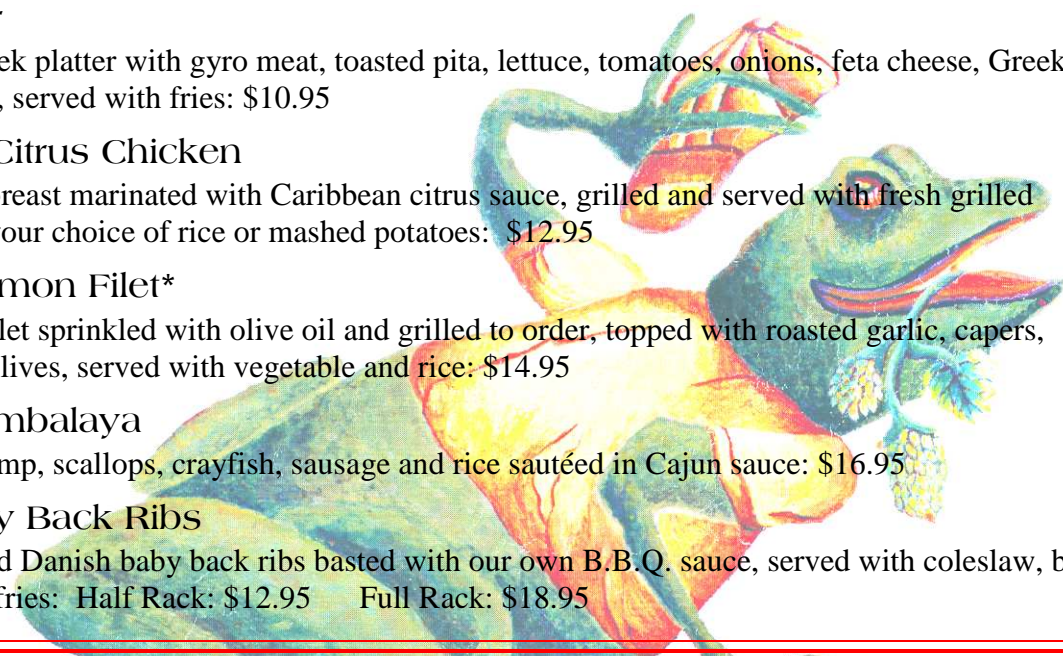 ek platter with gyro meat, toasted pita, lettuce, tomatoes, onions, feta cheese, Greek
, served with fries: $10.95
Citrus Chicken
reast marinated with Caribbean citrus sauce, grilled and served with fresh grilled
your choice of rice or mashed potatoes: $12.95
mon Filet*
let sprinkled with olive oil and grilled to order, topped with roasted garlic, capers,
lives, served with vegetable and rice: $14.95
mbalaya
mp, scallops, crayfish, sausage and rice sautéed in Cajun sauce: $16.95
y Back Ribs
d Danish baby back ribs basted with our own B.B.Q. sauce, served with coleslaw, b
fries: Half Rack: $12.95 Full Rack: $18.95